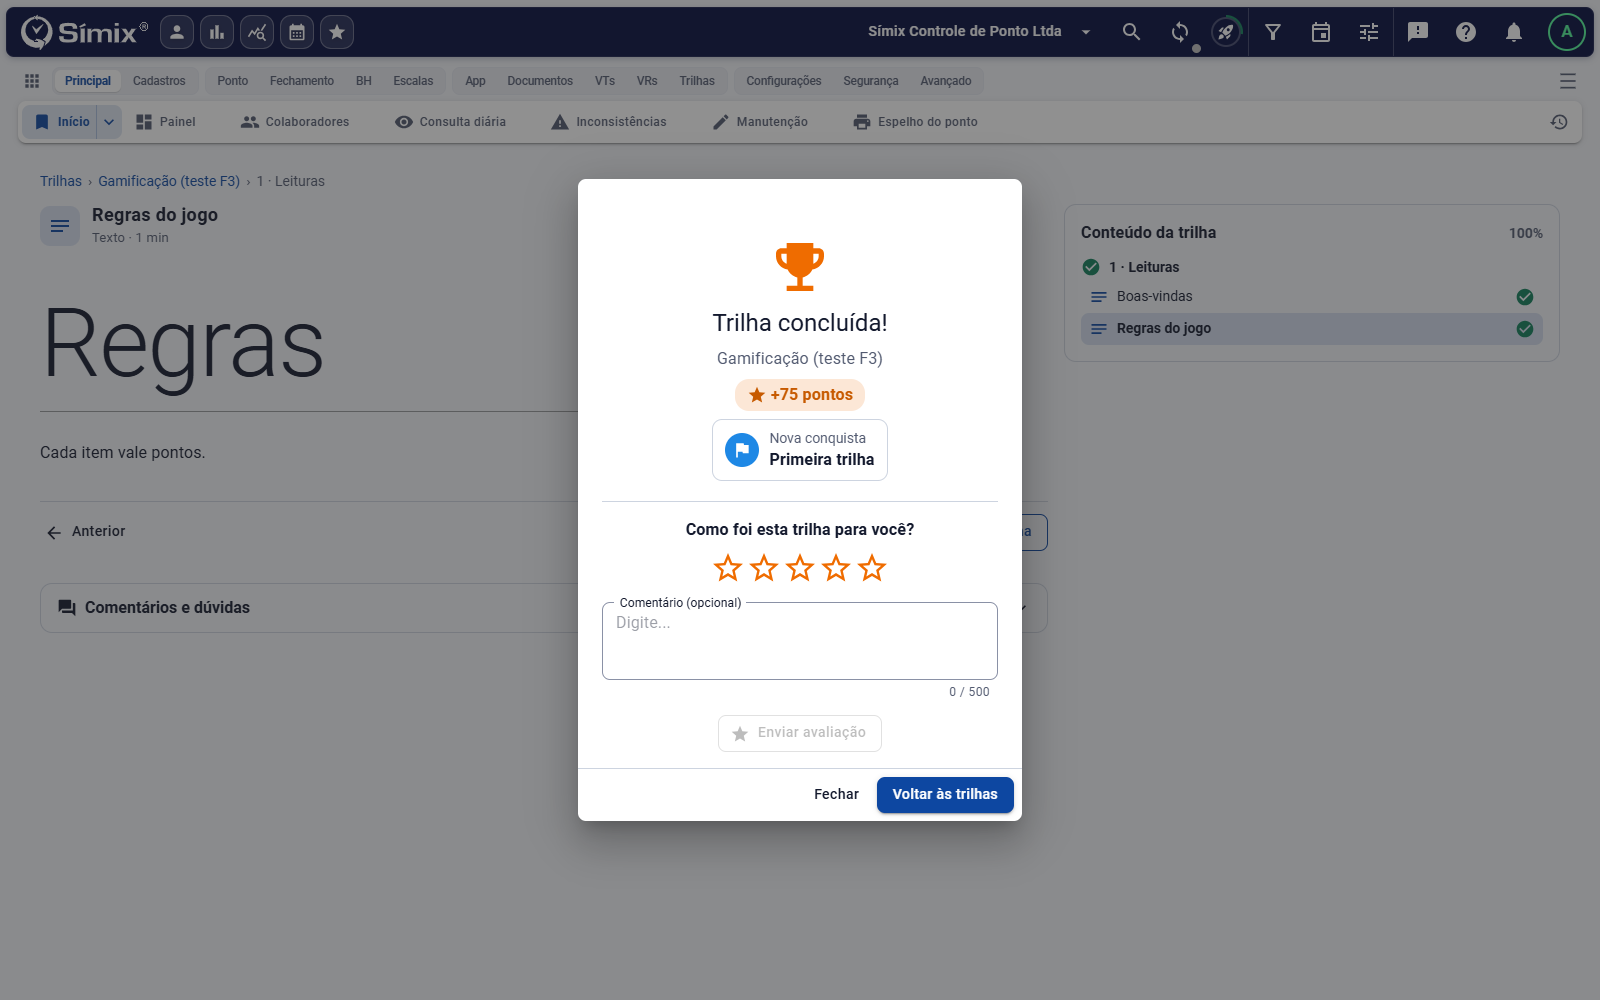 Símix®
Símix Controle de Ponto Ltda
A
Principal
Cadastros
Ponto
Fechamento
BH
Escalas
App
Documentos
VTs
VRs
Trilhas
Configurações
Segurança
Avançado
Início
Painel
Colaboradores
Consulta diária
Inconsistências
Manutenção
Espelho do ponto
Trilhas › Gamificação (teste F3) › 1 · Leituras
Regras do jogo
Texto · 1 min
Regras
Cada item vale pontos.
Anterior
Comentários e dúvidas
Conteúdo da trilha
100%
1 · Leituras
Boas-vindas
Regras do jogo
Trilha concluída!
Gamificação (teste F3)
+75 pontos
Nova conquista
Primeira trilha
Como foi esta trilha para você?
Comentário (opcional)
Digite...
0 / 500
Enviar avaliação
Fechar
Voltar às trilhas